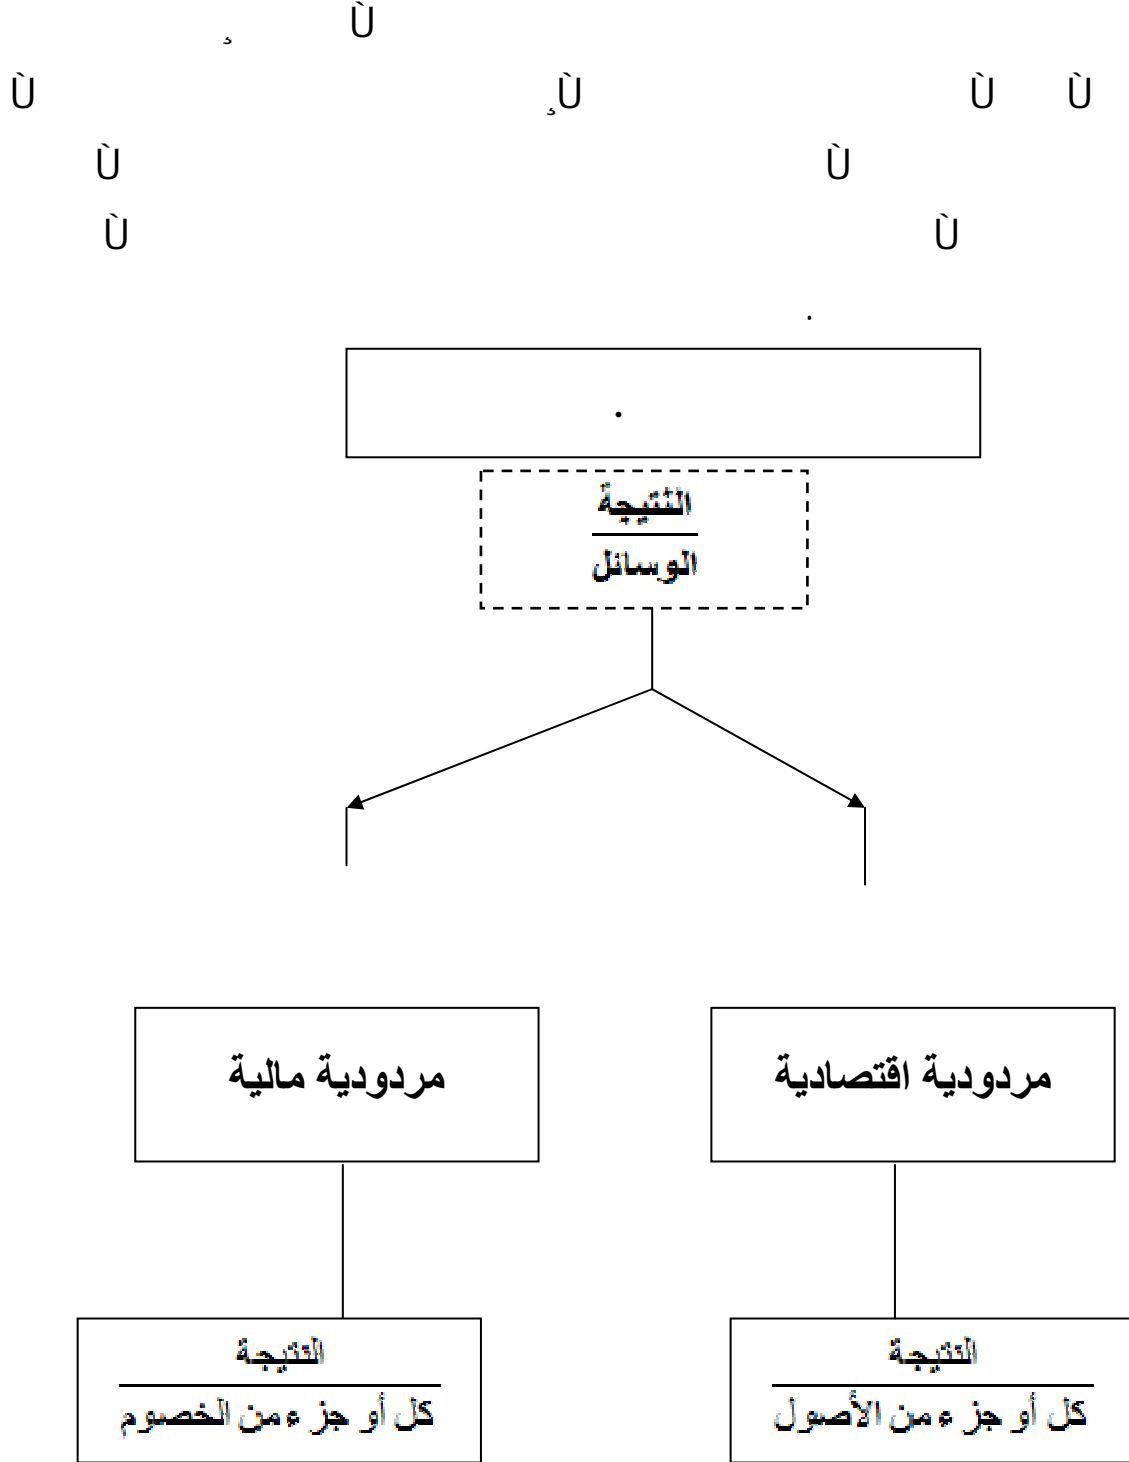 Ù
Ù Ù Ù Ù
Ù Ù
Ù Ù
.
.
النتيجة
الوسائل
مردودية اقتصادية
مردودية مالية
النتيجة
كل أو جزء من الأصول
النتيجة
كل أو جزء من الخصوم